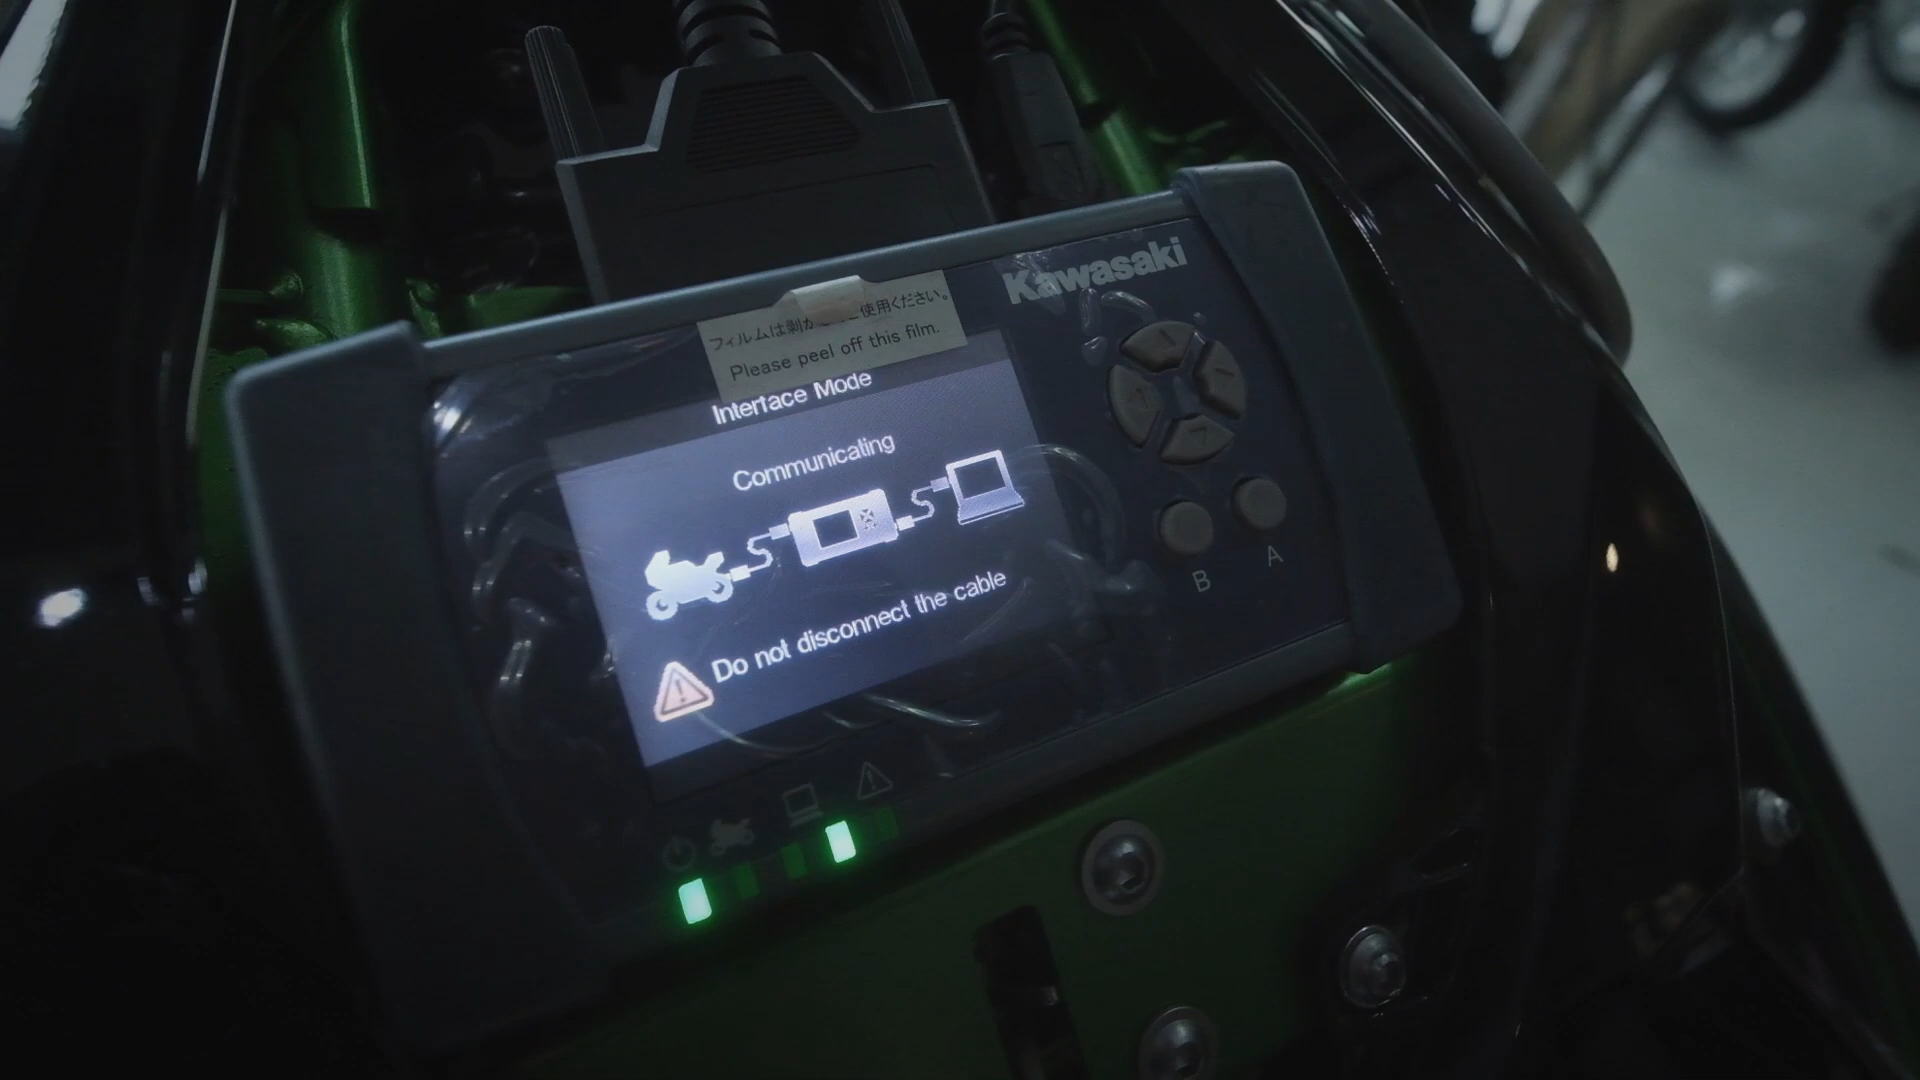 Kawasaki
フィルムは剥が
使用ください。
Please peel off this film.
Interface Mode
Communicating
Do not disconnect the cable
B
A